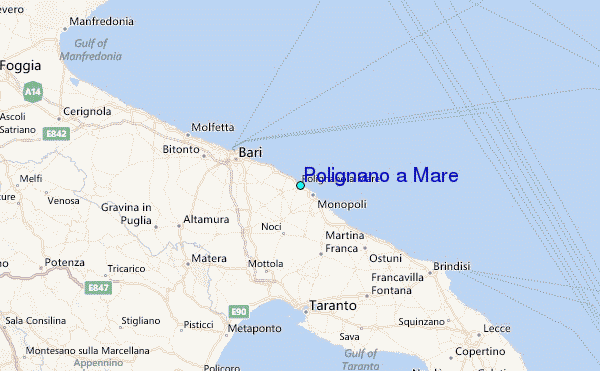 Manfredonia
evero
Gulf of
Manfredonia
Foggia
A14
Cerignola
Ascoli
Satriano
E842
Molfetta
Bitonto
Bari
Polignano a Mare
Polignano a Mare
Monopoli
Melfi
Venosa
Gravina in
Puglia
Altamura
Noci
Martina
Franca
Ostuni
Matera
Mottola
Potenza
Tricarico
Brindisi
Francavilla
Fontana
E847
E90
Taranto
Sala Consilina
Stigliano
Pisticci
Metaponto
Sava
Squinzano
Lecce
Gulf of
Taranto
Copertino
Montesano sulla Marcellana
Appennino
Policoro